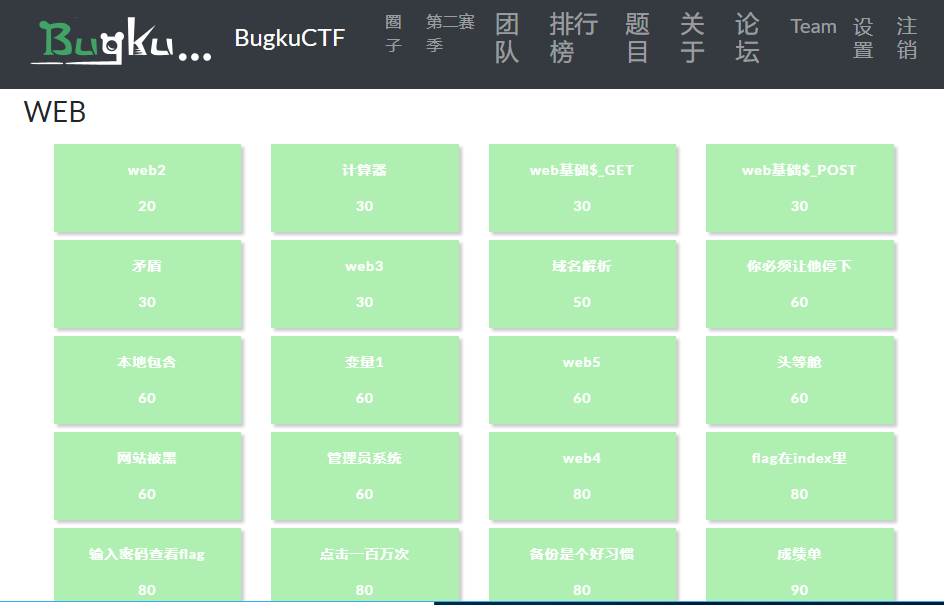 Bugku...
BugkuCTF
圈子
第二赛季
团队
排行榜
题目
关于
论坛
Team
设置
注销
WEB
web2
20
计算器
30
web基础$_GET
30
web基础$_POST
30
矛盾
30
web3
30
域名解析
50
你必须让他停下
60
本地包含
60
变量1
60
web5
60
头等舱
60
网站被黑
60
管理员系统
60
web4
80
flag在index里
80
输入密码查看flag
80
点击一百万次
80
备份是个好习惯
80
成绩单
90